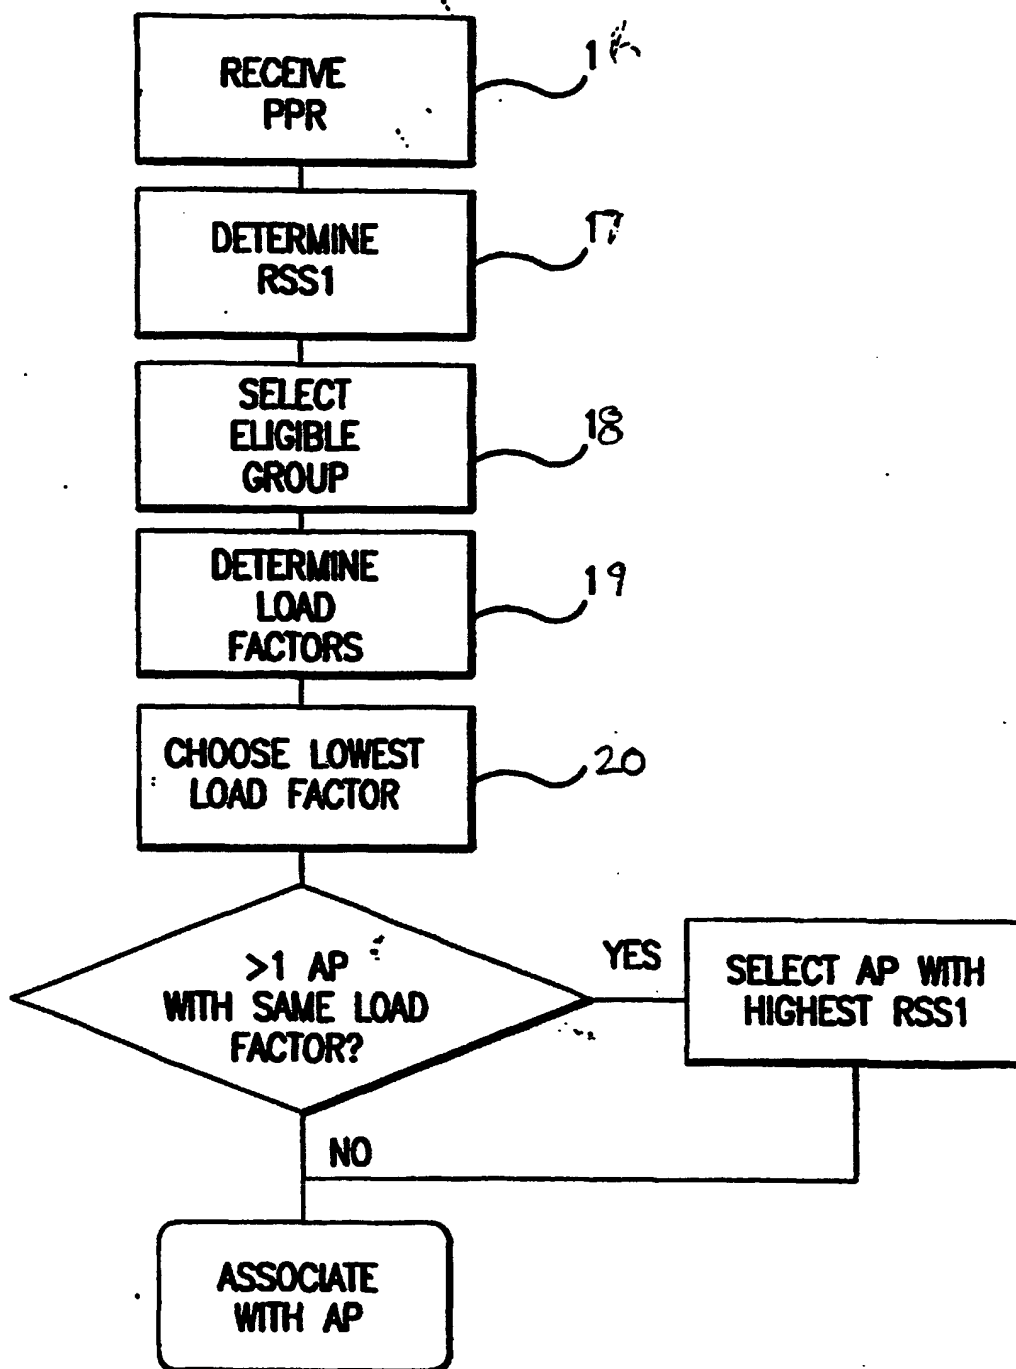 RECEIVE
PPR
17
DETERMINE
RSS1
18
SELECT
ELIGIBLE
GROUP
19
DETERMINE
LOAD
FACTORS
20
CHOOSE LOWEST
LOAD FACTOR
>1 AP
WITH SAME LOAD
FACTOR?
YES
SELECT AP WITH
HIGHEST RSS1
NO
ASSOCIATE
WITH AP